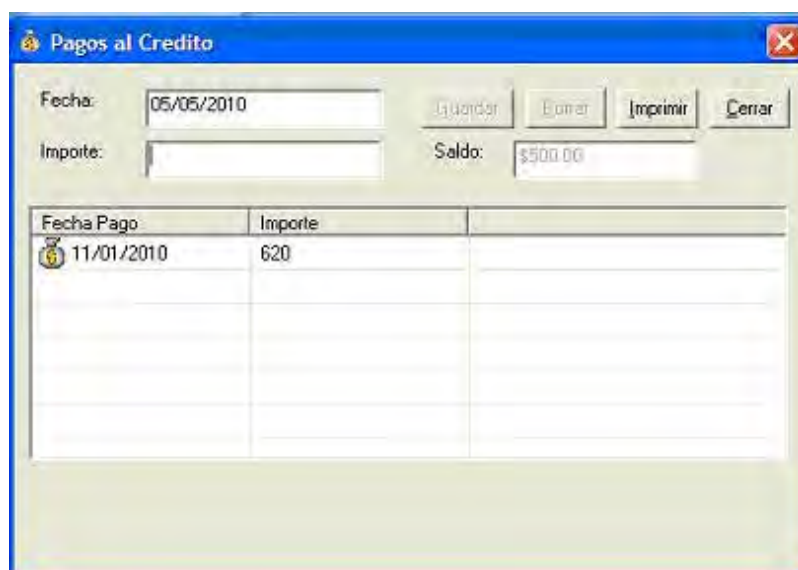 Pagos al Credito
Fecha: 05/05/2010 Guardar Borrar Imprimir Cerrar
Importe: Saldo: $500.00
Fecha Pago Importe
11/01/2010 620